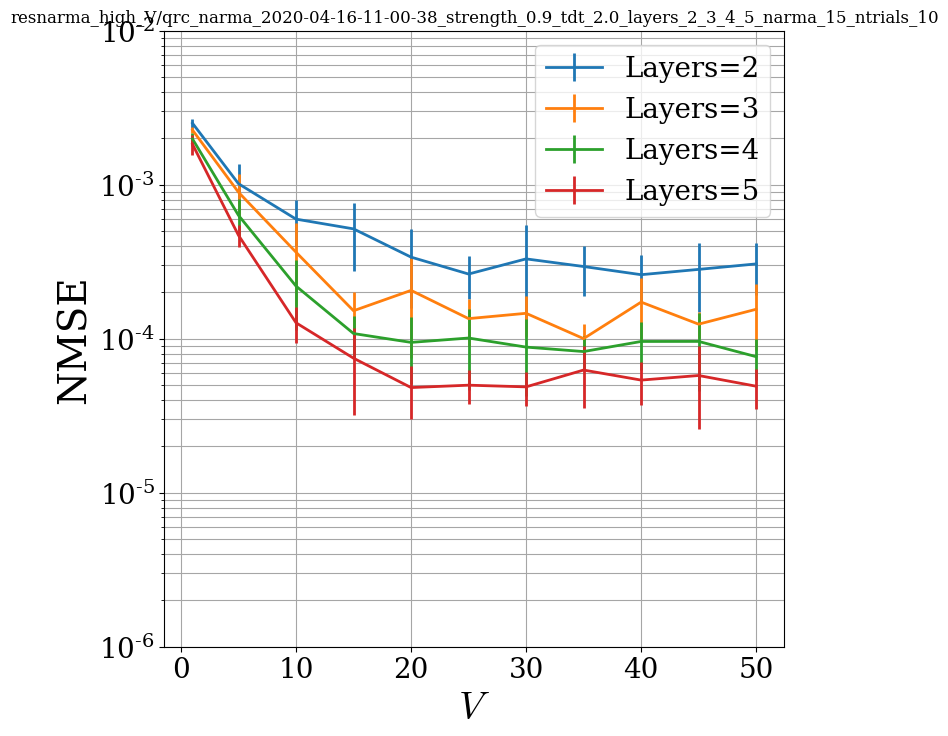 resnarma_high_V/qrc_narma_2020-04-16-11-00-38_strength_0.9_tdt_2.0_layers_2_3_4_5_narma_15_ntrials_10
10-2
Layers=2
Layers=3
Layers=4
Layers=5
10-3
NMSE
10-4
10-5
10-6
0 10 20 30 40 50
V